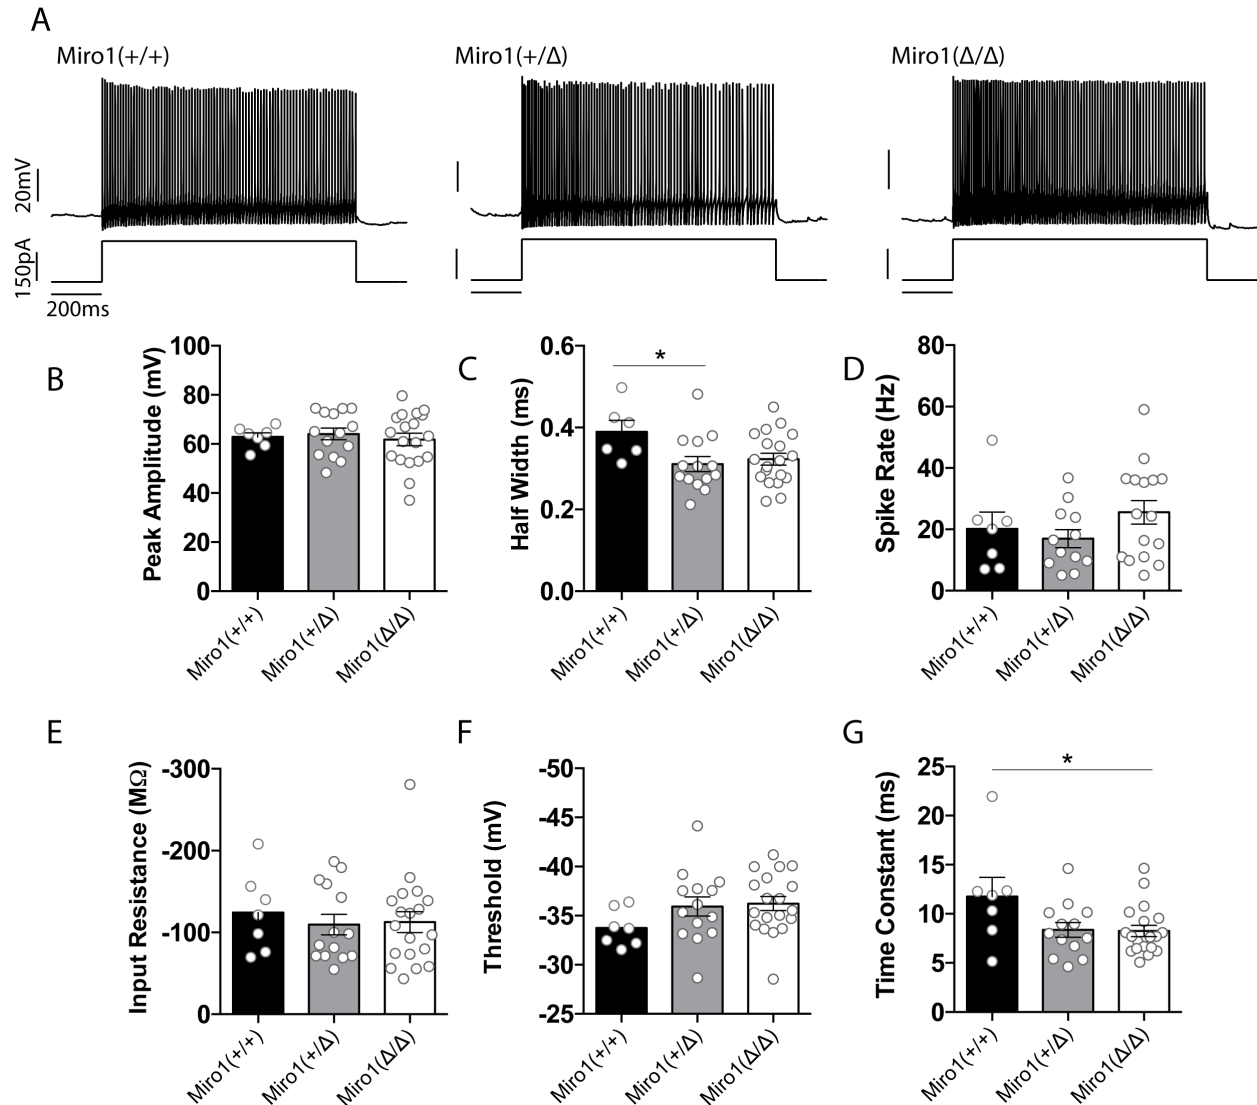 A
Miro1(+/+)
Miro1(+/Δ)
Miro1(Δ/Δ)
20mV
150pA
200ms
B
Peak Amplitude (mV)
100
80
60
40
20
0
Miro1(+/+)
Miro1(+/Δ)
Miro1(Δ/Δ)
C
Half Width (ms)
0.6
0.4
0.2
0.0
*
Miro1(+/+)
Miro1(+/Δ)
Miro1(Δ/Δ)
D
Spike Rate (Hz)
80
60
40
20
0
Miro1(+/+)
Miro1(+/Δ)
Miro1(Δ/Δ)
E
Input Resistance (MΩ)
-300
-200
-100
0
Miro1(+/+)
Miro1(+/Δ)
Miro1(Δ/Δ)
F
Threshold (mV)
-50
-45
-40
-35
-30
-25
Miro1(+/+)
Miro1(+/Δ)
Miro1(Δ/Δ)
G
Time Constant (ms)
25
20
15
10
5
0
*
Miro1(+/+)
Miro1(+/Δ)
Miro1(Δ/Δ)